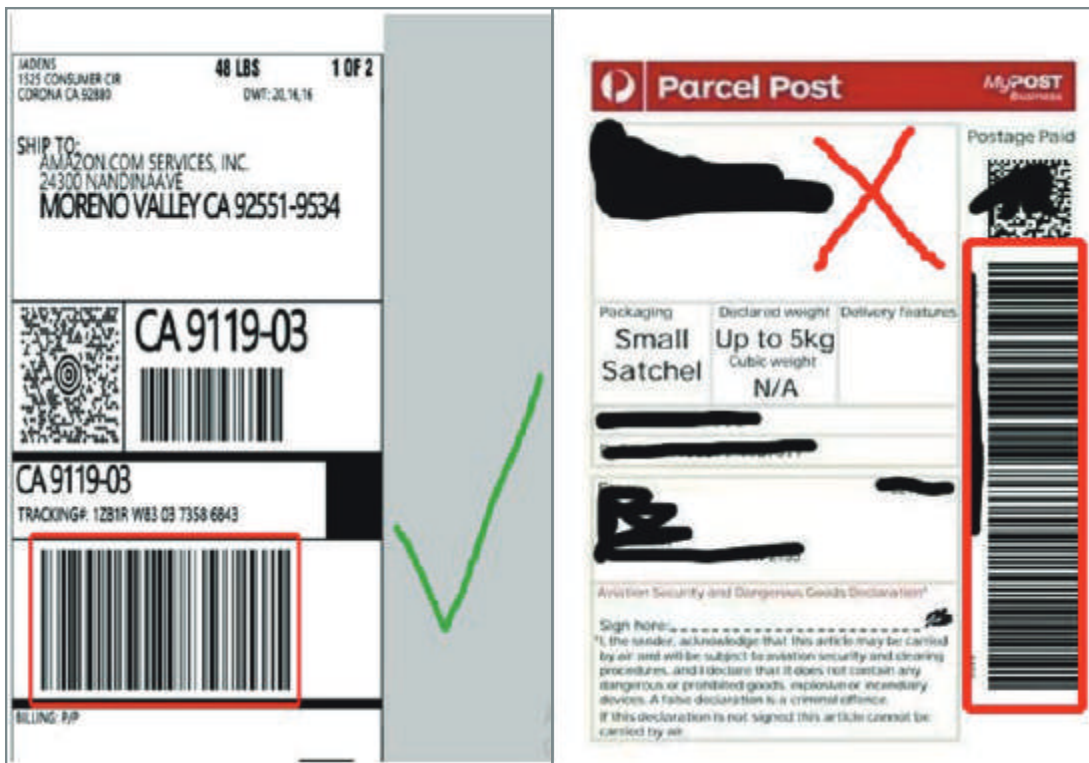 JADENS
1525 CONSUMER CIR
CORONA CA 92880
48 LBS
1 OF 2
DWT: 20,16,16
SHIP TO:
AMAZON.COM SERVICES, INC.
24300 NANDINAAVE
MORENO VALLEY CA 92551-9534
CA 9119-03
CA 9119-03
TRACKING#: 1ZB1R W83 03 7358 6843
BILLING: P/P
Parcel Post
MyPOST
Business
Postage Paid
Packaging
Small
Satchel
Declared weight
Up to 5kg
Cubic weight
N/A
Delivery features
Aviation Security and Dangerous Goods Declaration*
Sign here:
*I, the sender, acknowledge that this article may be carried
by air and will be subject to aviation security and clearing
procedures, and I declare that it does not contain any
dangerous or prohibited goods, explosive or incendiary
devices. A false declaration is a criminal offence.
If this declaration is not signed this article cannot be
carried by air.